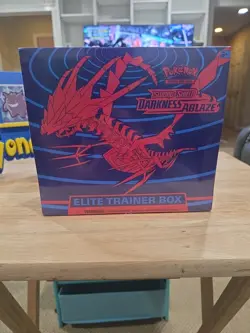 Pokémon
SWORD & SHIELD
DARKNESS ABLAZE
ELITE TRAINER BOX